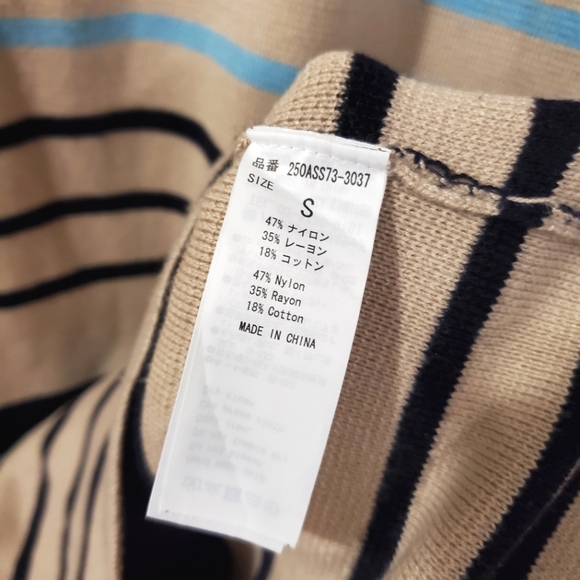 品番 250ASS73-3037
SIZE
S
47% ナイロン
35% レーヨン
18% コットン
47% Nylon
35% Rayon
18% Cotton
MADE IN CHINA